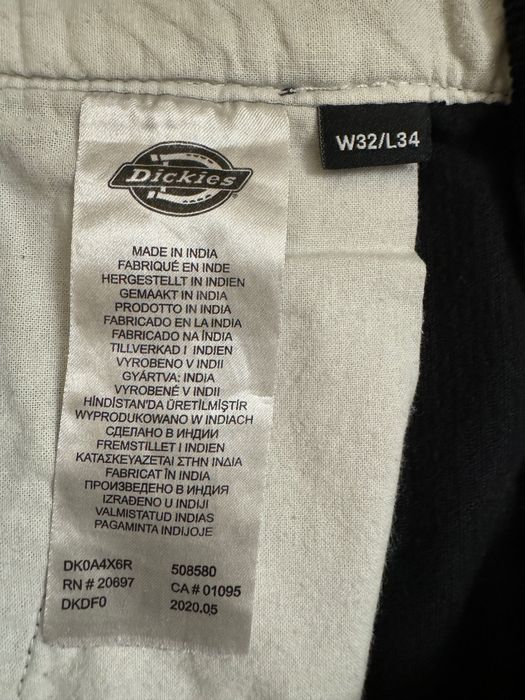 W32/L34
Dickies
MADE IN INDIA
FABRIQUÉ EN INDE
HERGESTELLT IN INDIEN
GEMAAKT IN INDIA
PRODOTTO IN INDIA
FABRICADO EN LA INDIA
FABRICADO NA ÍNDIA
TILLVERKAD I INDIEN
VYROBENO V INDII
GYÁRTVA: INDIA
VYROBENÉ V INDII
HİNDİSTAN'DA ÜRETİLMİŞTİR
WYPRODUKOWANO W INDIACH
СДЕЛАНО В ИНДИИ
FREMSTILLET I INDIEN
ΚΑΤΑΣΚΕΥΑΖΕΤΑΙ ΣΤΗΝ ΙΝΔΙΑ
FABRICAT ÎN INDIA
ПРОИЗВЕДЕНО В ИНДИЯ
IZRAĐENO U INDIJI
VALMISTATUD INDIAS
PAGAMINTA INDIJOJE
DK0A4X6R 508580
RN # 20697 CA # 01095
DKDF0 2020.05